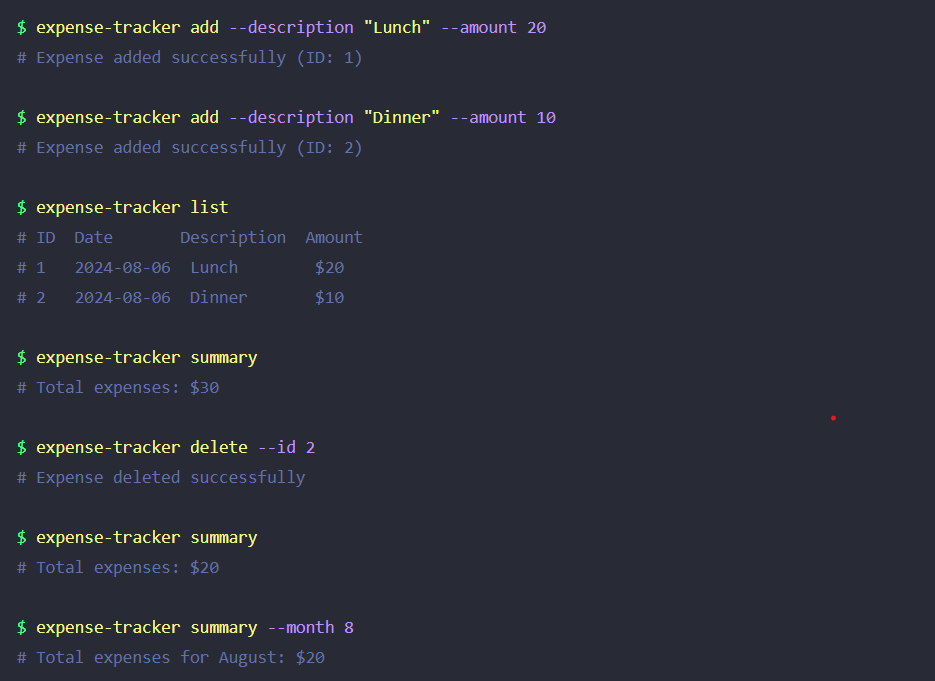 $ expense-tracker add --description "Lunch" --amount 20
# Expense added successfully (ID: 1)
$ expense-tracker add --description "Dinner" --amount 10
# Expense added successfully (ID: 2)
$ expense-tracker list
# ID  Date       Description  Amount
# 1   2024-08-06  Lunch        $20
# 2   2024-08-06  Dinner       $10
$ expense-tracker summary
# Total expenses: $30
$ expense-tracker delete --id 2
# Expense deleted successfully
$ expense-tracker summary
# Total expenses: $20
$ expense-tracker summary --month 8
# Total expenses for August: $20